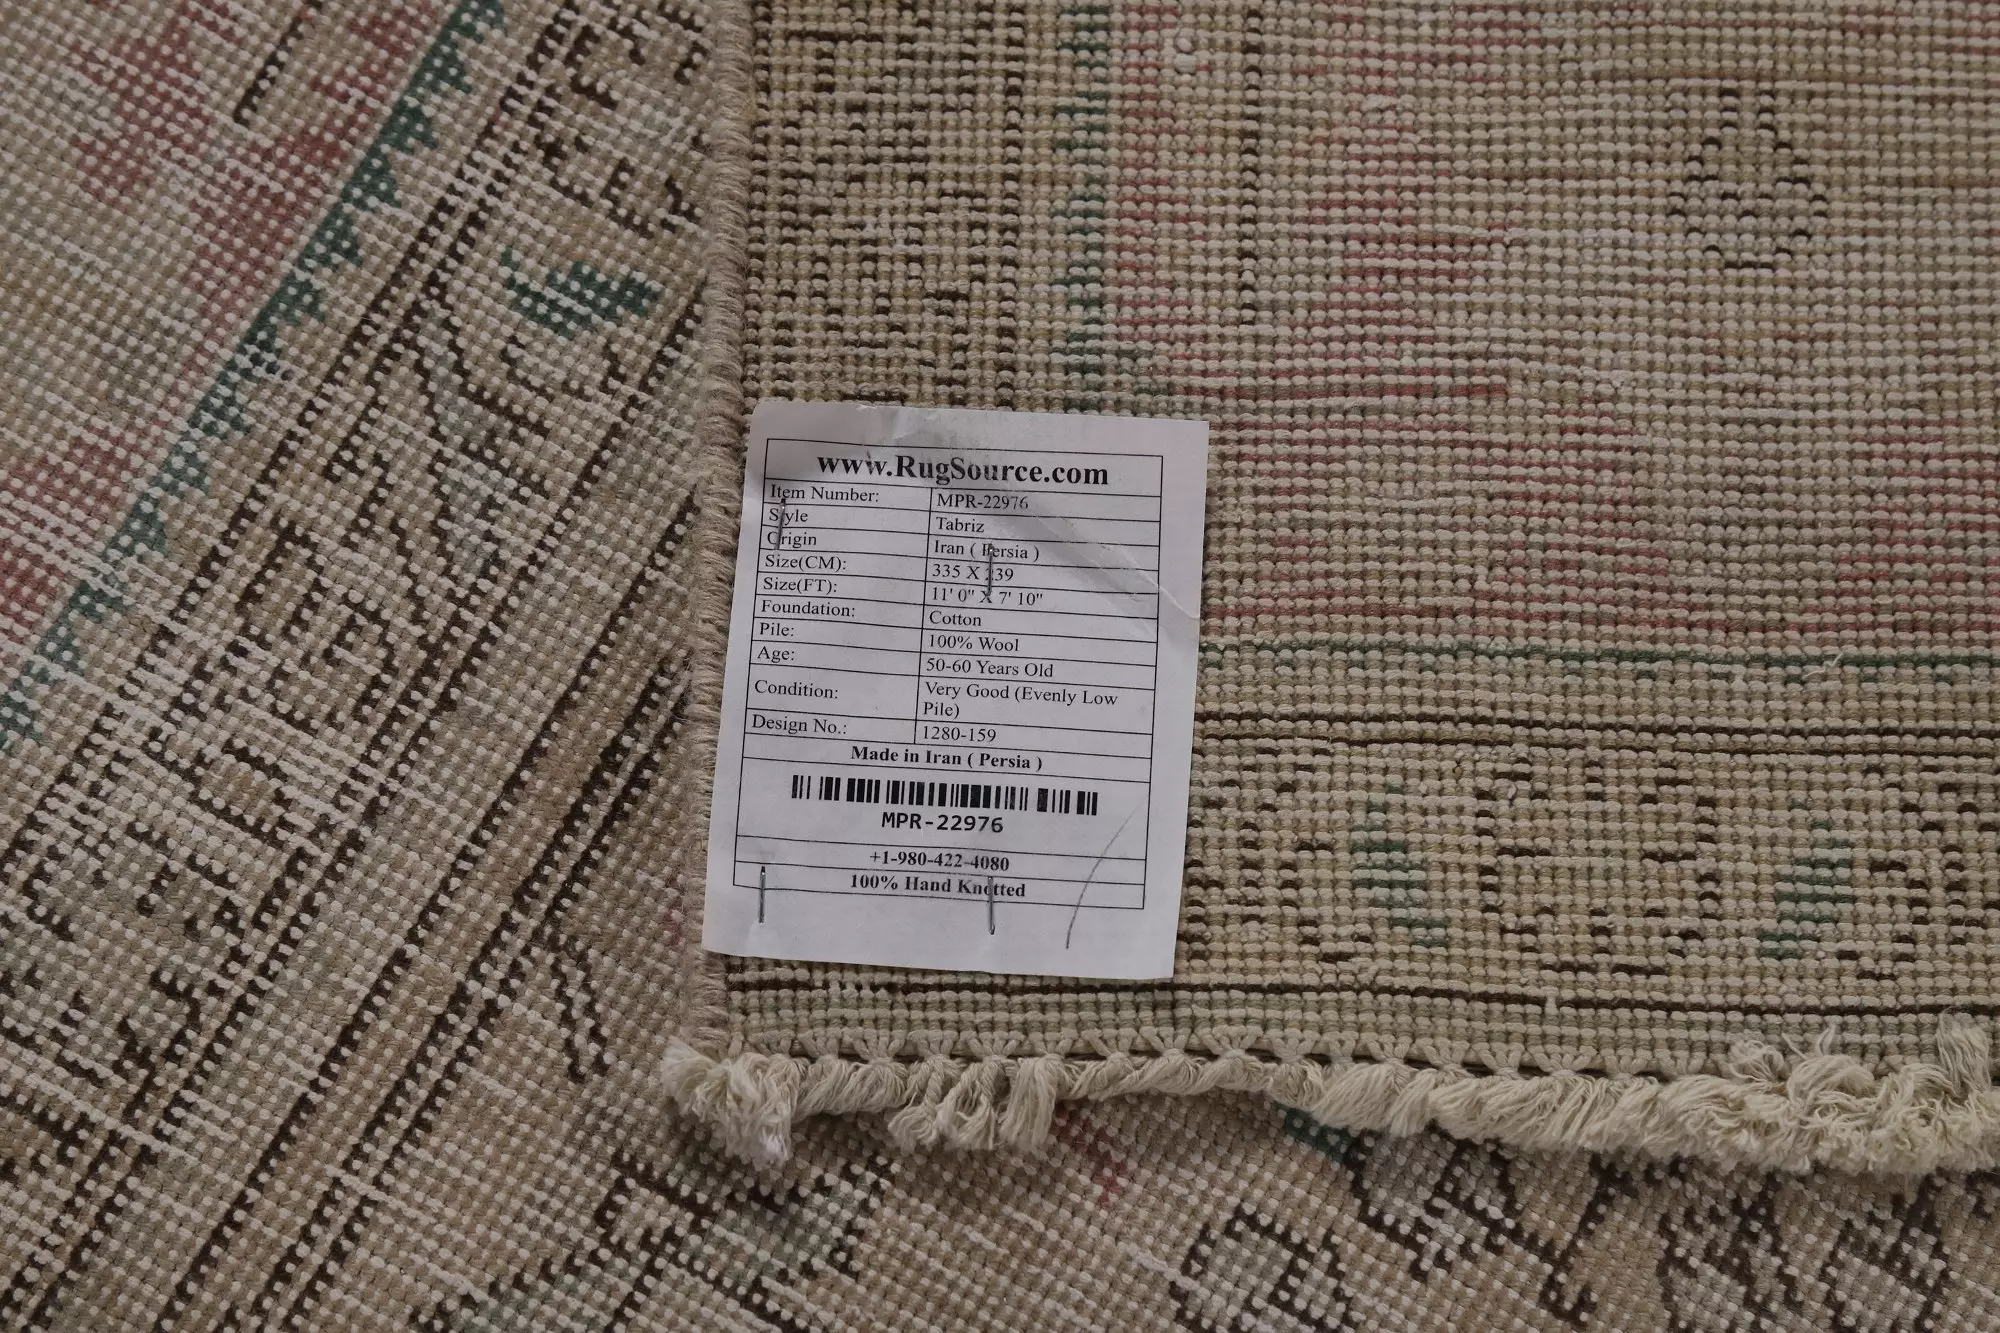 www.RugSource.com
Item Number: MPR-22976
Style Tabriz
Origin Iran ( Persia )
Size(CM): 335 X 239
Size(FT): 11' 0" X 7' 10"
Foundation: Cotton
Pile: 100% Wool
Age: 50-60 Years Old
Condition: Very Good (Evenly Low
Pile)
Design No.: 1280-159
Made in Iran ( Persia )
MPR-22976
+1-980-422-4080
100% Hand Knotted